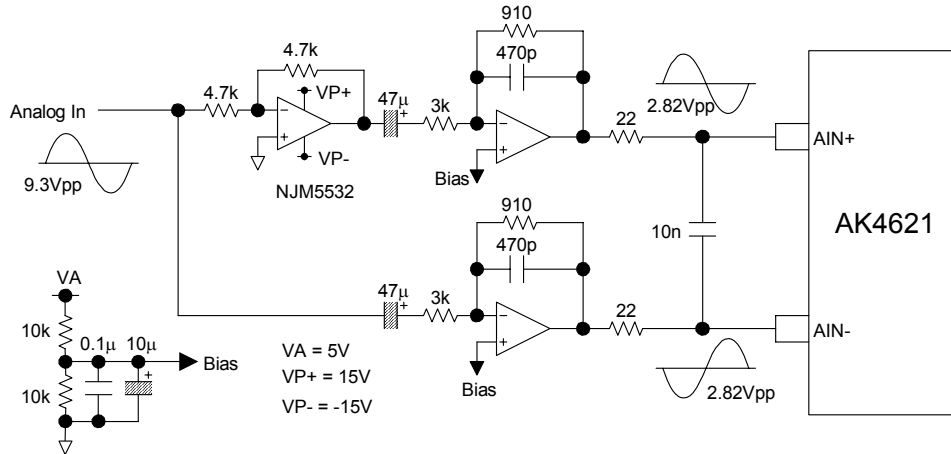 910
4.7k
470p
4.7k
VP+
47μ
3k
Analog In
2.82Vpp
22
AIN+
VP-
9.3Vpp
Bias
NJM5532
910
470p
10n
AK4621
VA
47μ
3k
22
AIN-
10k
0.1μ
10μ
Bias
VA = 5V
VP+ = 15V
VP- = -15V
Bias
2.82Vpp
10k